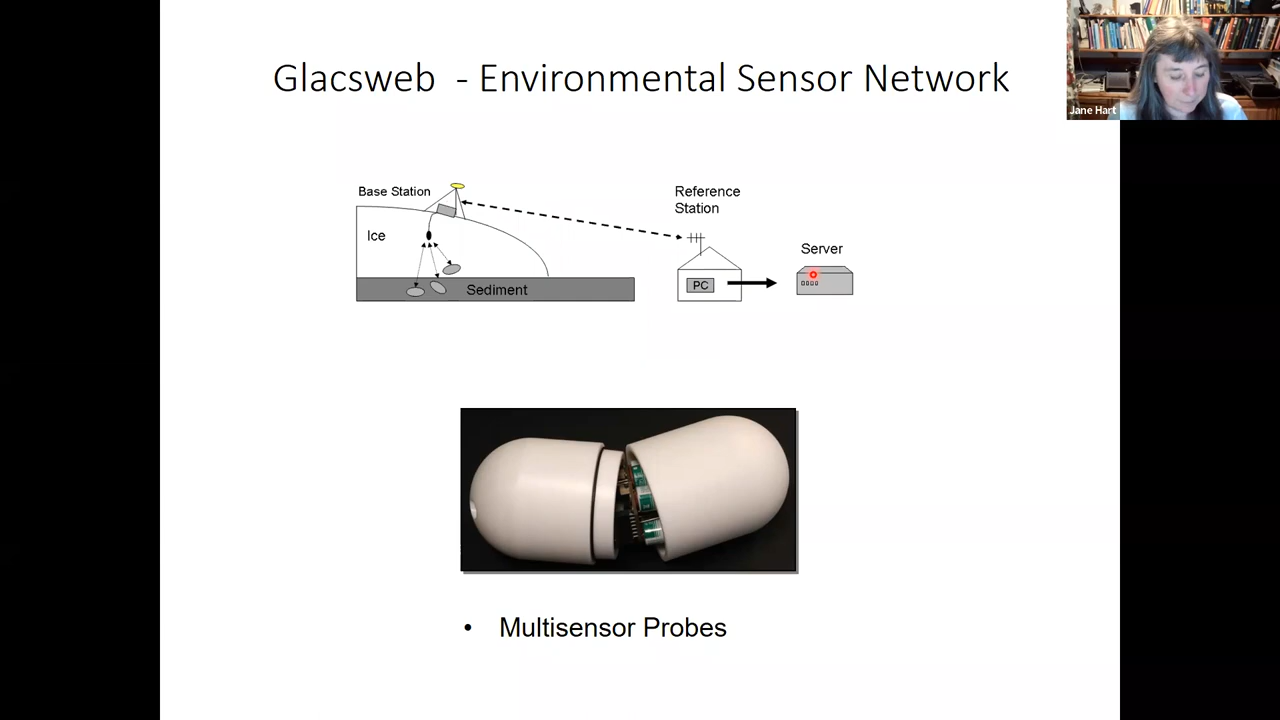 Glacsweb - Environmental Sensor Network
Jane Hart
Base Station
Reference
Station
Ice
Server
PC
Sediment
• Multisensor Probes